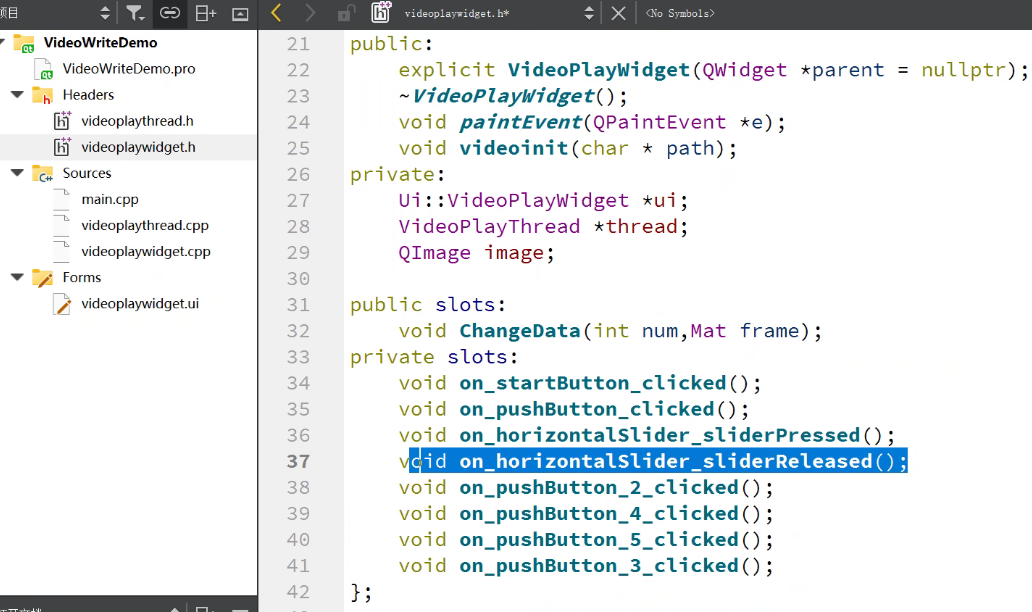 项目
videoplaywidget.h*
<No Symbols>
VideoWriteDemo
VideoWriteDemo.pro
Headers
videoplaythread.h
videoplaywidget.h
Sources
main.cpp
videoplaythread.cpp
videoplaywidget.cpp
Forms
videoplaywidget.ui
21 public:
22 explicit VideoPlayWidget(QWidget *parent = nullptr);
23 ~VideoPlayWidget();
24 void paintEvent(QPaintEvent *e);
25 void videoinit(char * path);
26 private:
27 Ui::VideoPlayWidget *ui;
28 VideoPlayThread *thread;
29 QImage image;
30
31 public slots:
32 void ChangeData(int num,Mat frame);
33 private slots:
34 void on_startButton_clicked();
35 void on_pushButton_clicked();
36 void on_horizontalSlider_sliderPressed();
37 void on_horizontalSlider_sliderReleased();
38 void on_pushButton_2_clicked();
39 void on_pushButton_4_clicked();
40 void on_pushButton_5_clicked();
41 void on_pushButton_3_clicked();
42 };